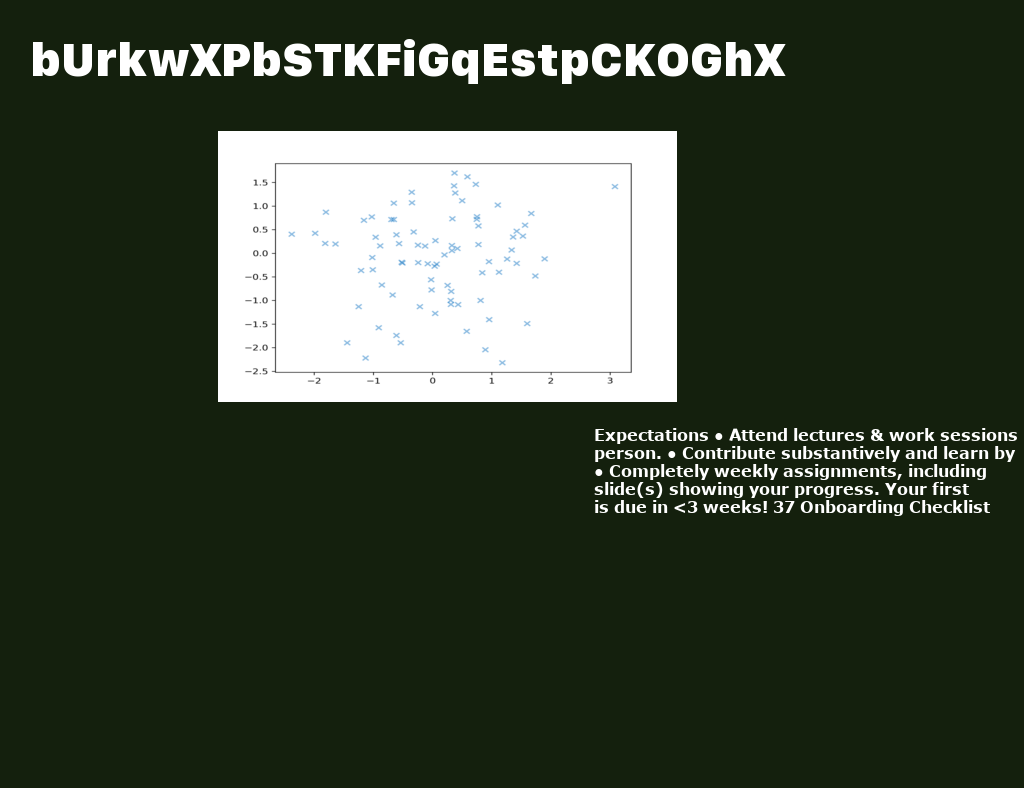 bUrkwXPbSTKFiGqEstpCKOGhX
1.5
1.0
0.5
0.0
−0.5
−1.0
−1.5
−2.0
−2.5
−2 −1 0 1 2 3
Expectations ● Attend lectures & work sessions
person. ● Contribute substantively and learn by
● Completely weekly assignments, including
slide(s) showing your progress. Your first
is due in <3 weeks! 37 Onboarding Checklist